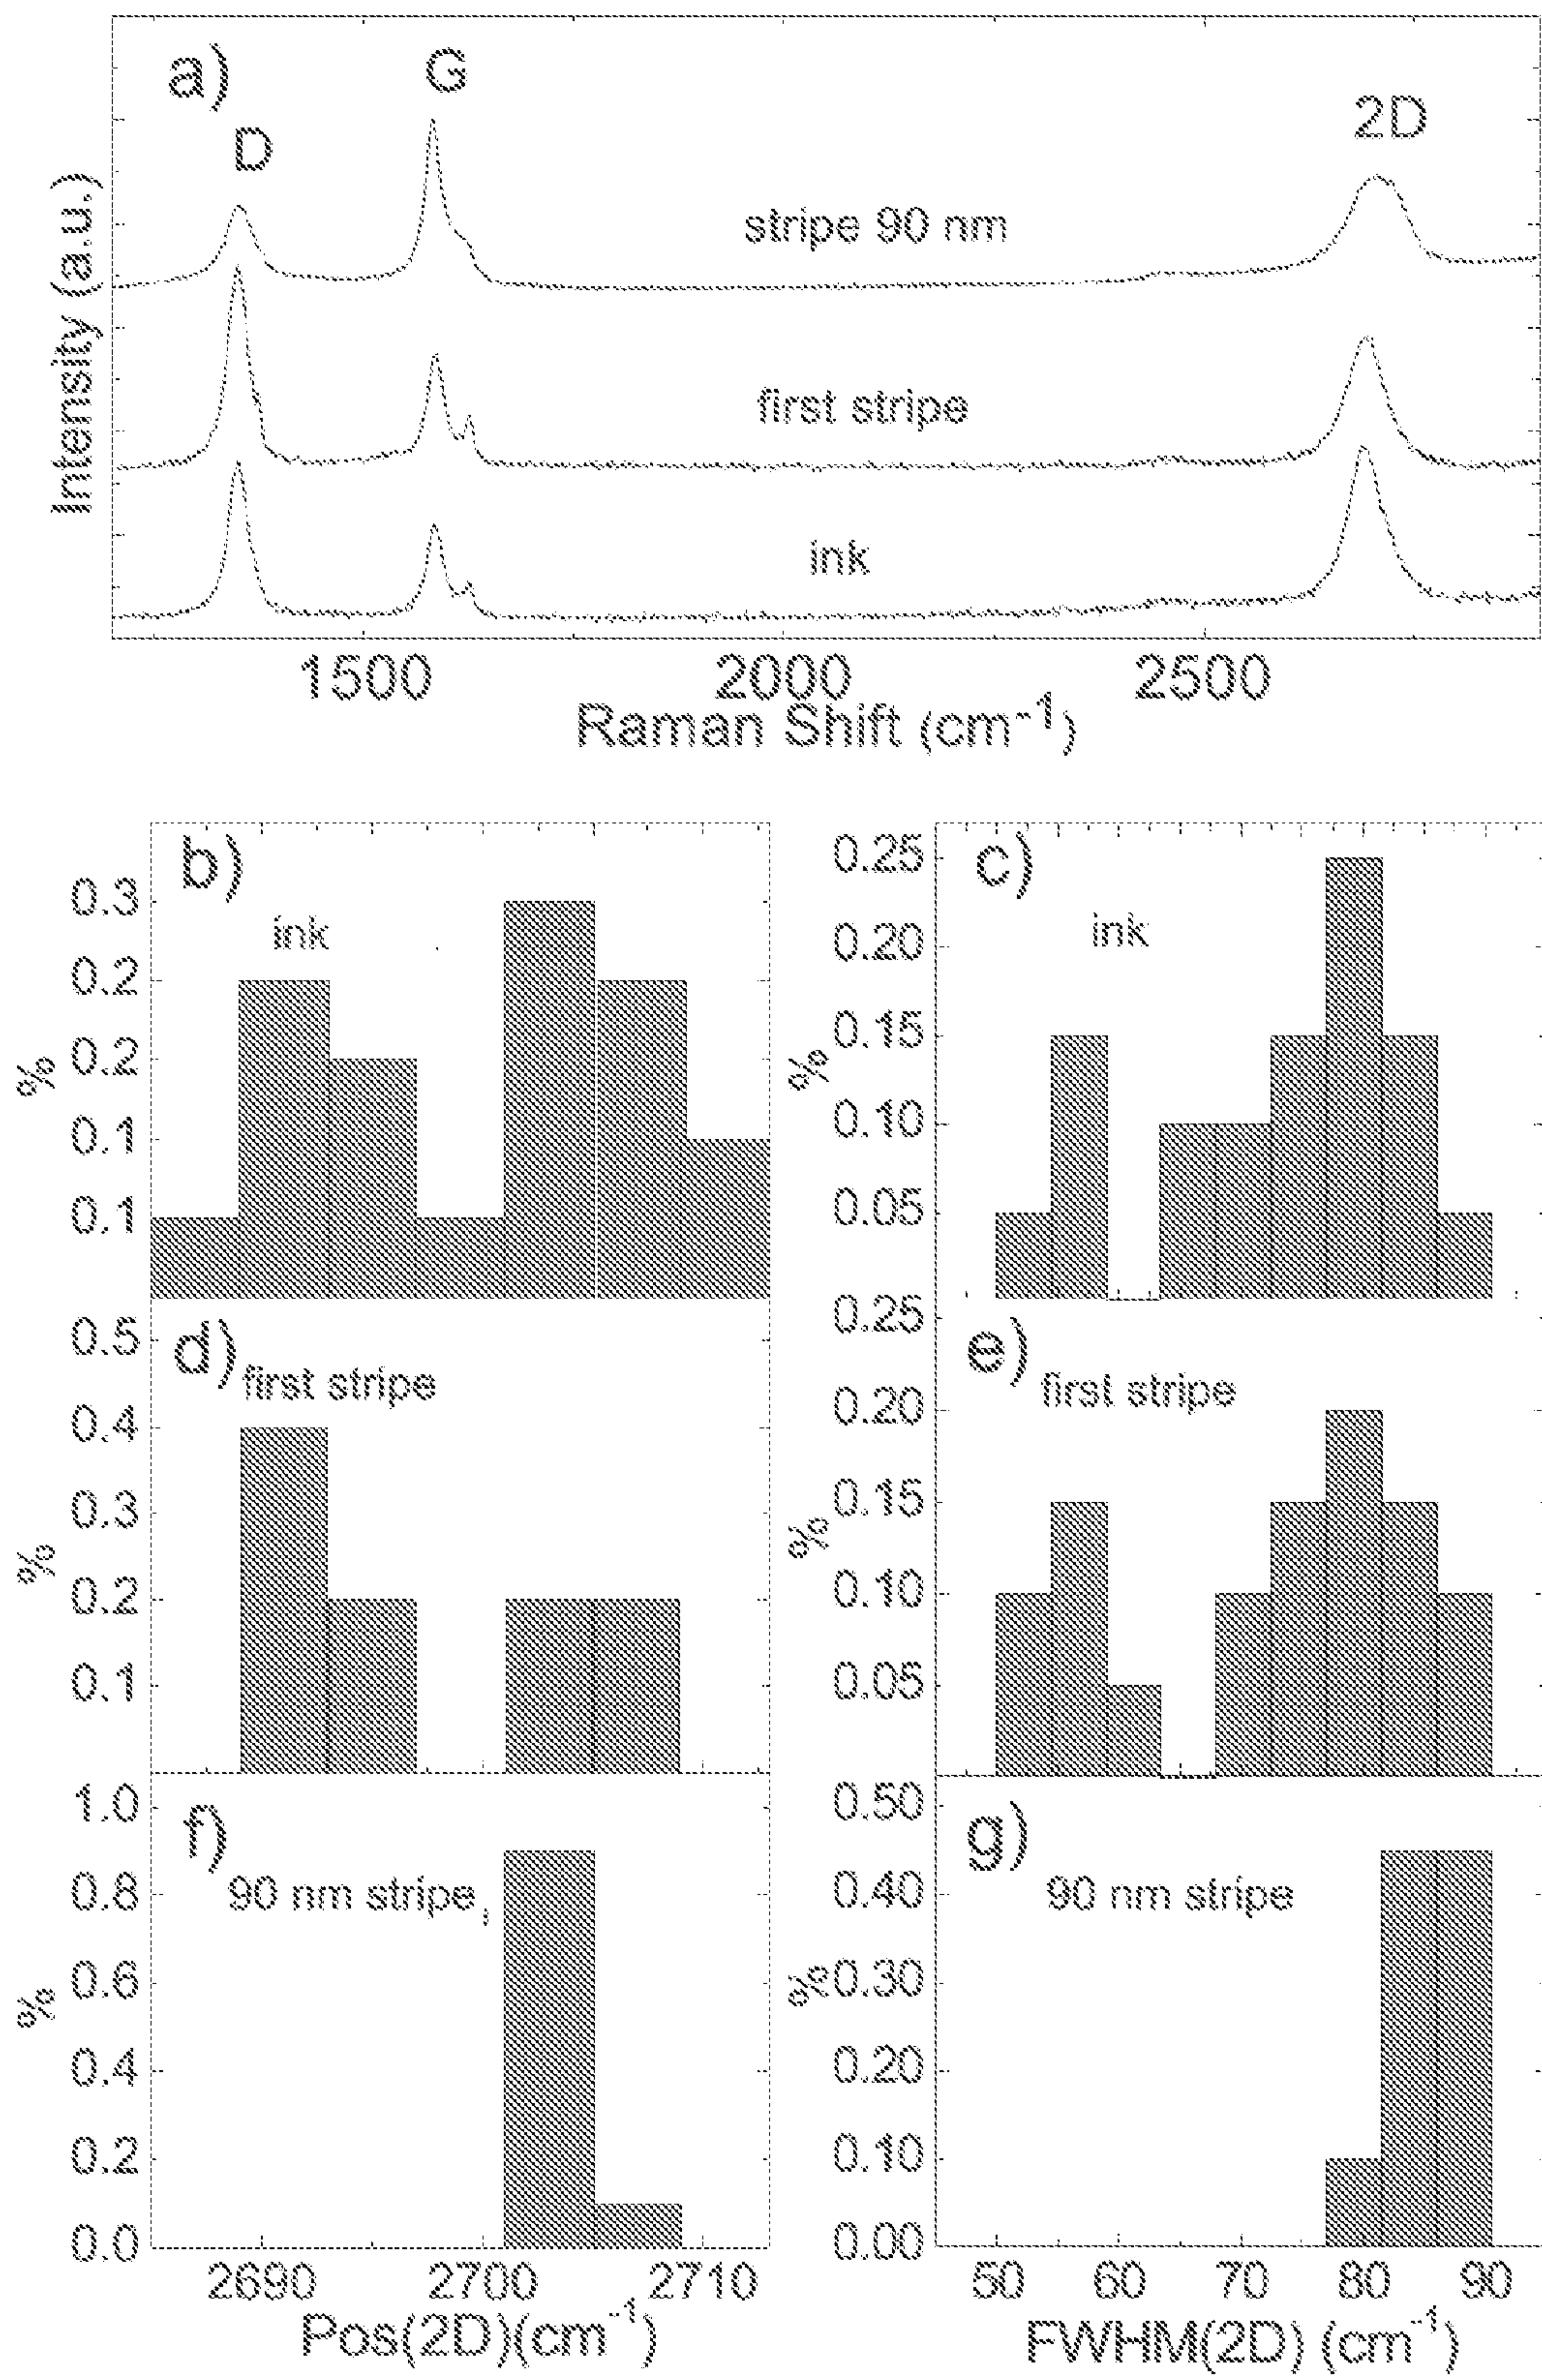 a)
G
D
2D
stripe 90 nm
first stripe
ink
Intensity (a.u.)
1500 2000 2500
Raman Shift (cm-1)
b)
ink
0.3
0.2
0.2
0.1
0.1
%
c)
ink
0.25
0.20
0.15
0.10
0.05
%
d)
first stripe
0.5
0.4
0.3
0.2
0.1
%
e)
first stripe
0.25
0.20
0.15
0.10
0.05
%
f)
90 nm stripe
1.0
0.8
0.6
0.4
0.2
0.0
%
2690 2700 2710
Pos(2D)(cm-1)
g)
90 nm stripe
0.50
0.40
0.30
0.20
0.10
0.00
%
50 60 70 80 90
FWHM(2D) (cm-1)